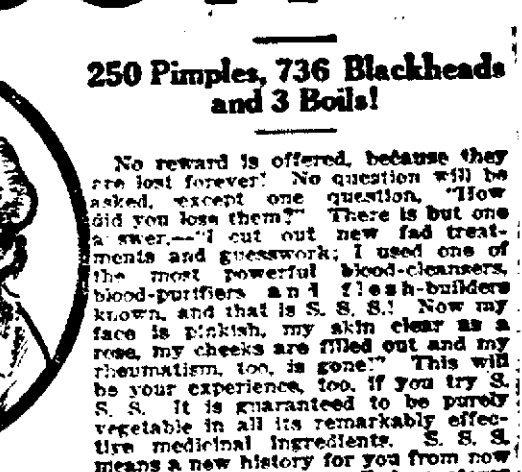 250 Pimples, 736 Blackheads
and 3 Boils!
No reward is offered, because they
are lost forever! No question will be
asked, except one question, "How
did you lose them?" There is but one
a swer,—"I cut out new fad treat-
ments and guesswork; I used one of
the most powerful blood-cleansers,
blood-purifiers and flesh-builders
known, and that is S. S. S.! Now my
face is pinkish, my skin clear as a
rose, my cheeks are filled out and my
rheumatism, too, is gone!" This will
be your experience, too, if you try S.
S. S. It is guaranteed to be purely
vegetable in all its remarkably effec-
tive medicinal ingredients. S. S. S.
means a new history for you from now